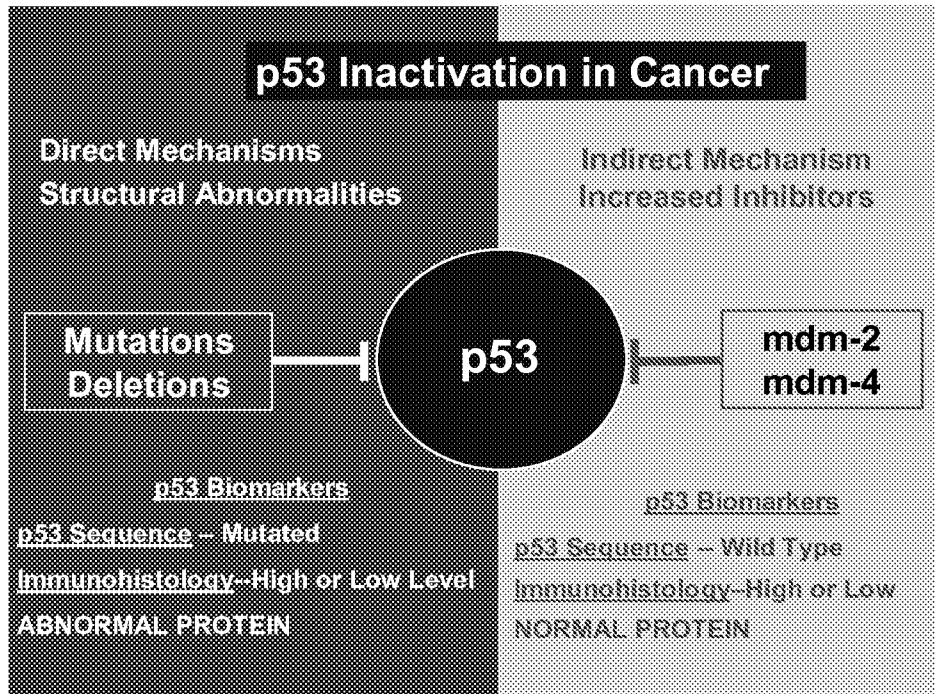 p53 Inactivation in Cancer
Direct Mechanisms
Structural Abnormalities
Indirect Mechanism
Increased Inhibitors
Mutations
Deletions
p53
mdm-2
mdm-4
p53 Biomarkers
p53 Sequence -- Mutated
Immunohistology--High or Low Level
ABNORMAL PROTEIN
p53 Biomarkers
p53 Sequence -- Wild Type
Immunohistology--High or Low
NORMAL PROTEIN